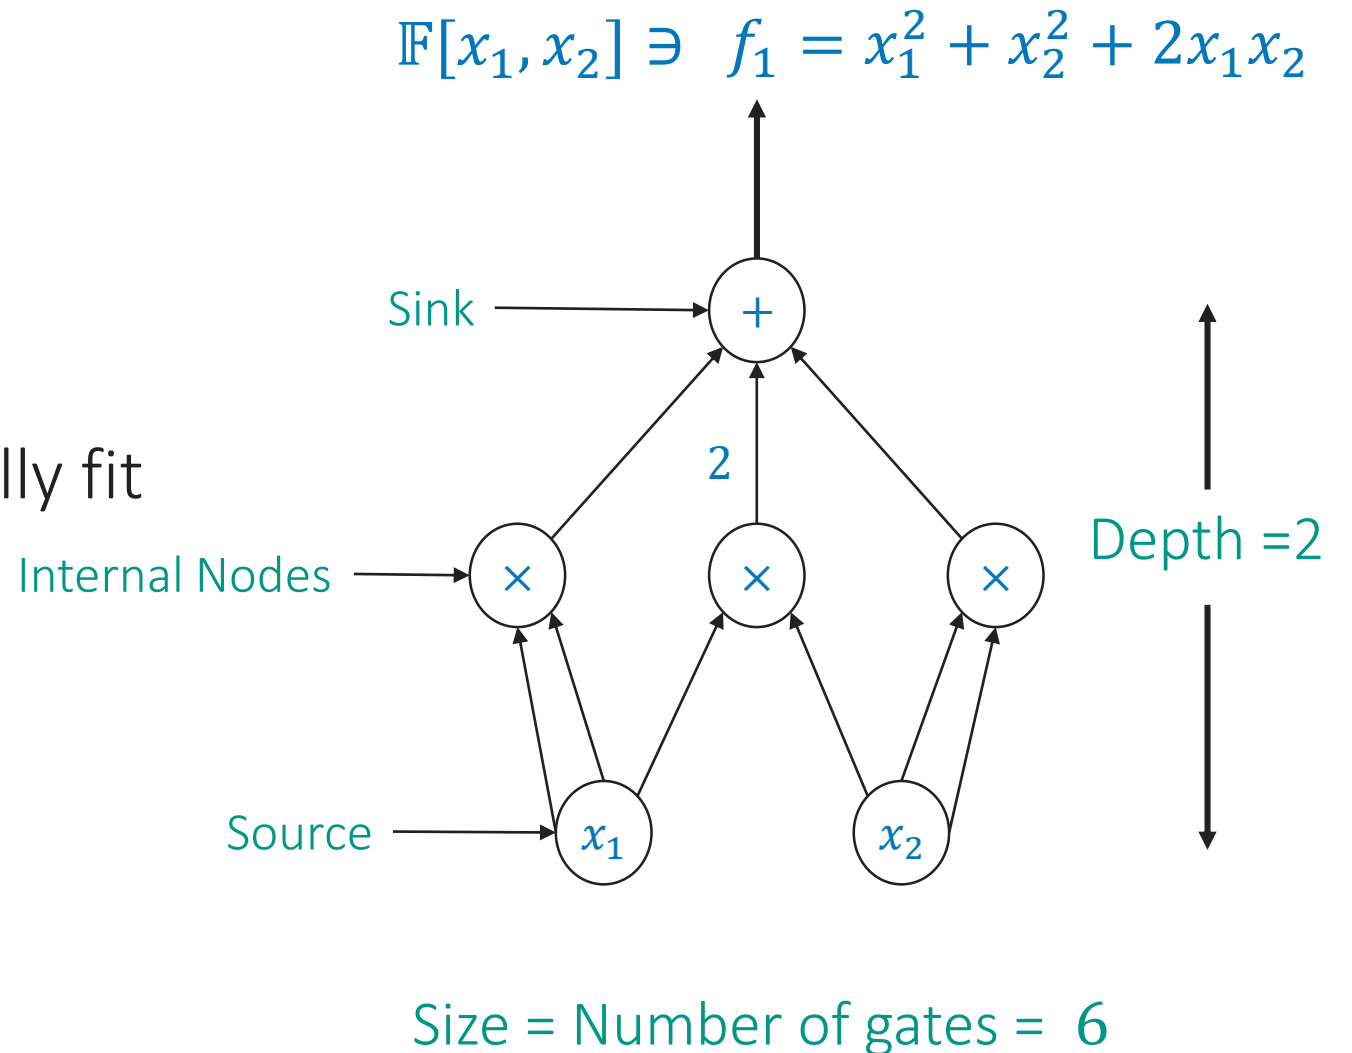 𝔽[x₁, x₂] ∋ f₁ = x₁² + x₂² + 2x₁x₂
Sink
+
2
lly fit
Internal Nodes
×
×
×
Depth =2
Source
x₁
x₂
Size = Number of gates = 6